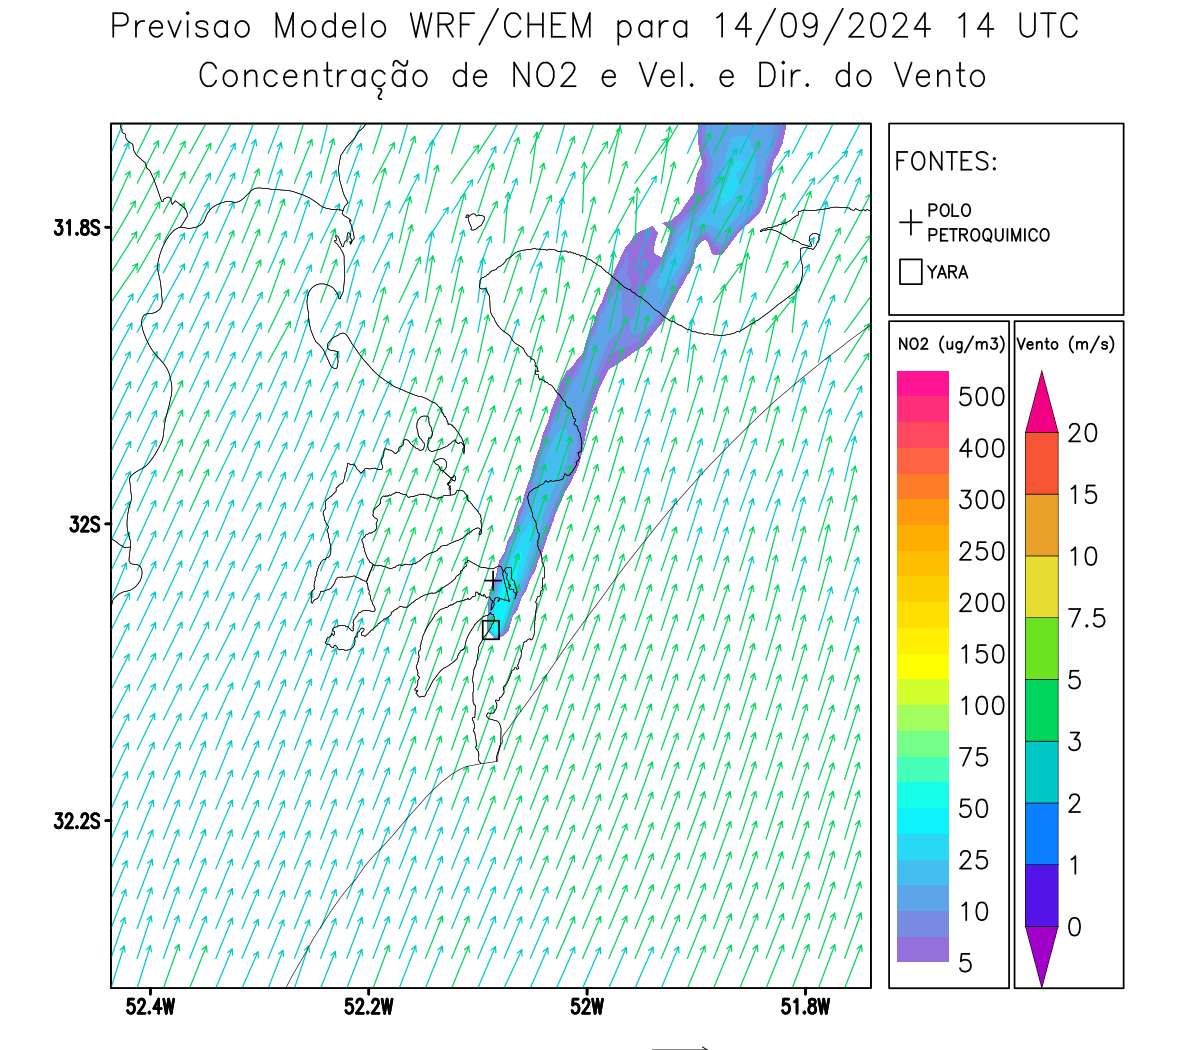 Previsao Modelo WRF/CHEM para 14/09/2024 14 UTC
Concentração de NO2 e Vel. e Dir. do Vento
FONTES:
POLO
PETROQUIMICO
YARA
NO2 (ug/m3)
500
400
300
250
200
150
100
75
50
25
10
5
Vento (m/s)
20
15
10
7.5
5
3
2
1
0
31.8S
32S
32.2S
52.4W
52.2W
52W
51.8W